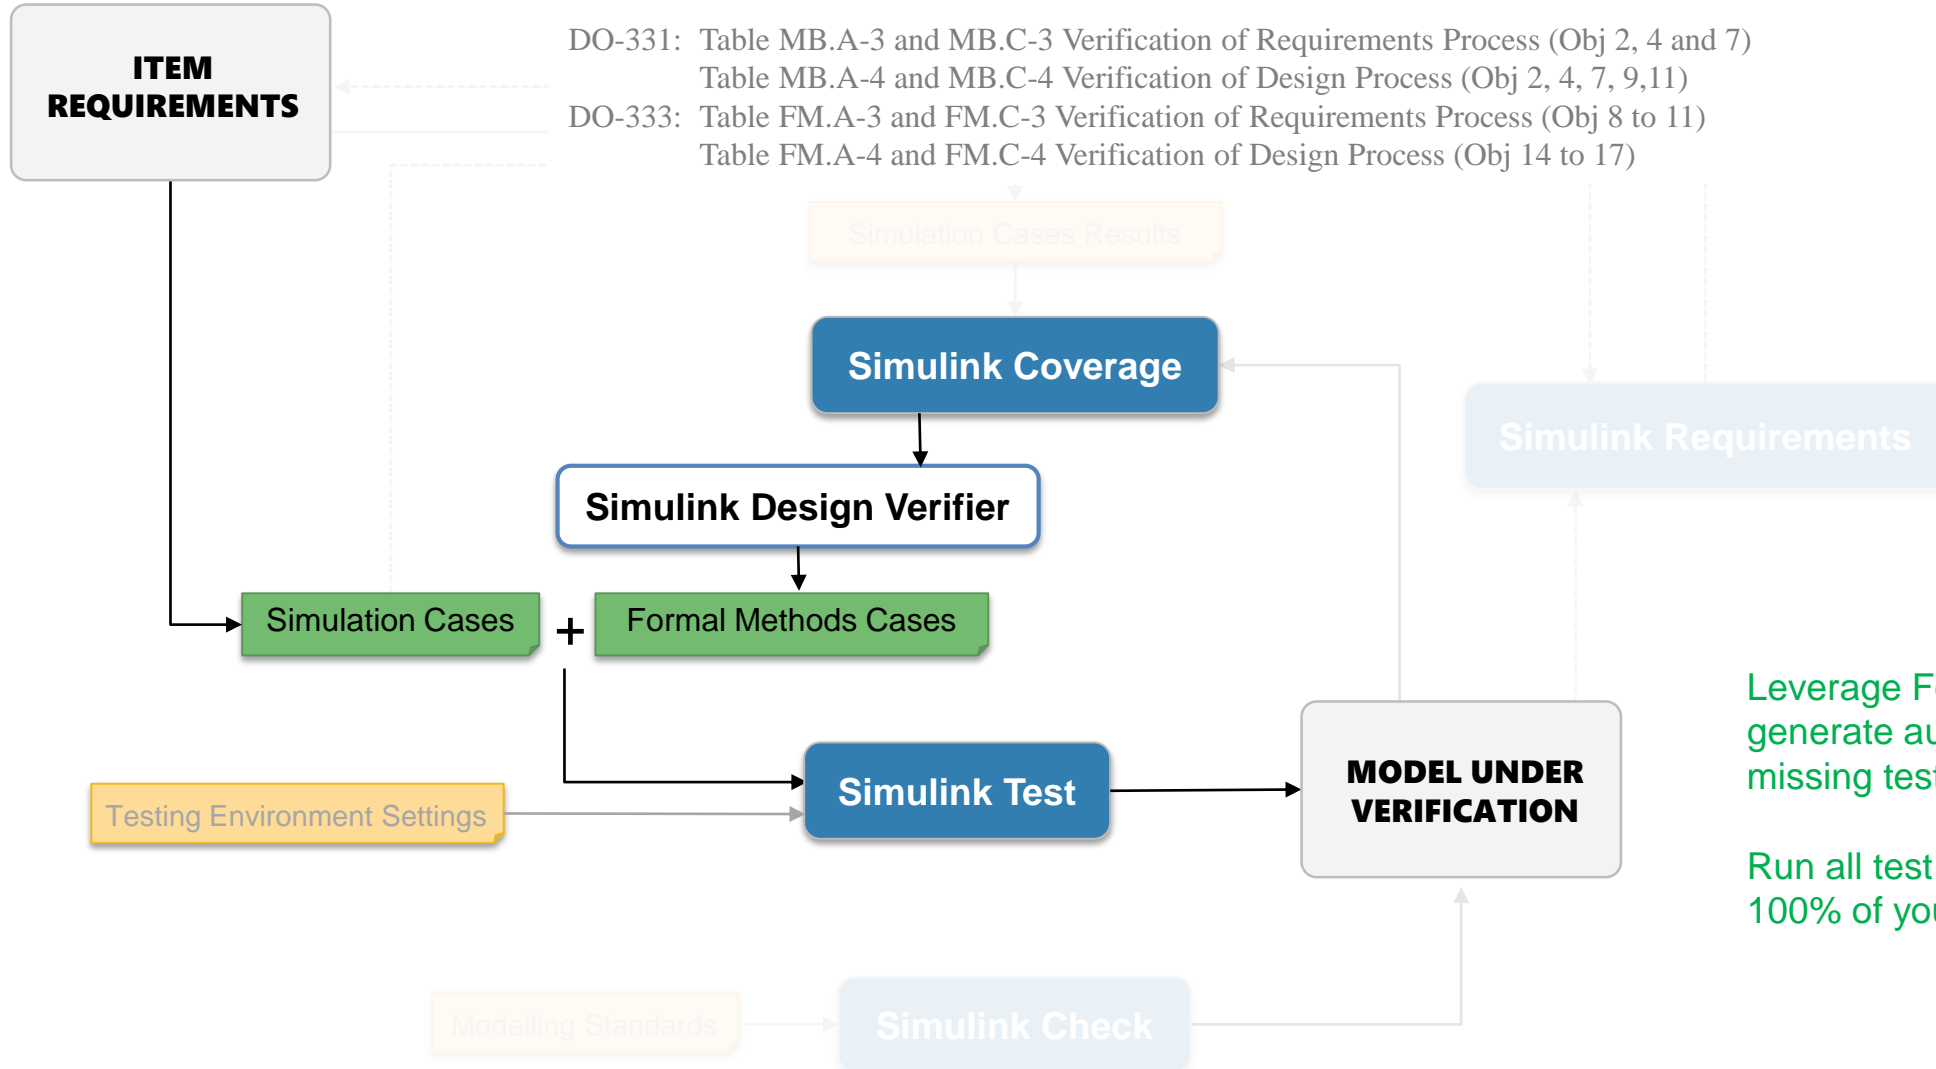 ITEM
REQUIREMENTS
DO-331: Table MB.A-3 and MB.C-3 Verification of Requirements Process (Obj 2, 4 and 7)
Table MB.A-4 and MB.C-4 Verification of Design Process (Obj 2, 4, 7, 9,11)
DO-333: Table FM.A-3 and FM.C-3 Verification of Requirements Process (Obj 8 to 11)
Table FM.A-4 and FM.C-4 Verification of Design Process (Obj 14 to 17)
Simulation Cases Results
Simulink Coverage
Simulink Requirements
Simulink Design Verifier
Simulation Cases
+
Formal Methods Cases
Leverage
generate
missing
Testing Environment Settings
Simulink Test
MODEL UNDER
VERIFICATION
Run all test
100% of
Modelling Standards
Simulink Check